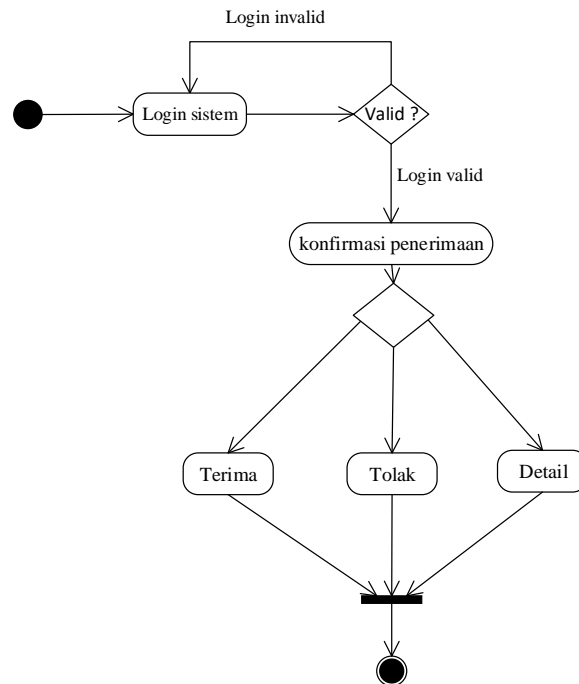 Login invalid
Login sistem
Valid ?
Login valid
konfirmasi penerimaan
Terima
Tolak
Detail